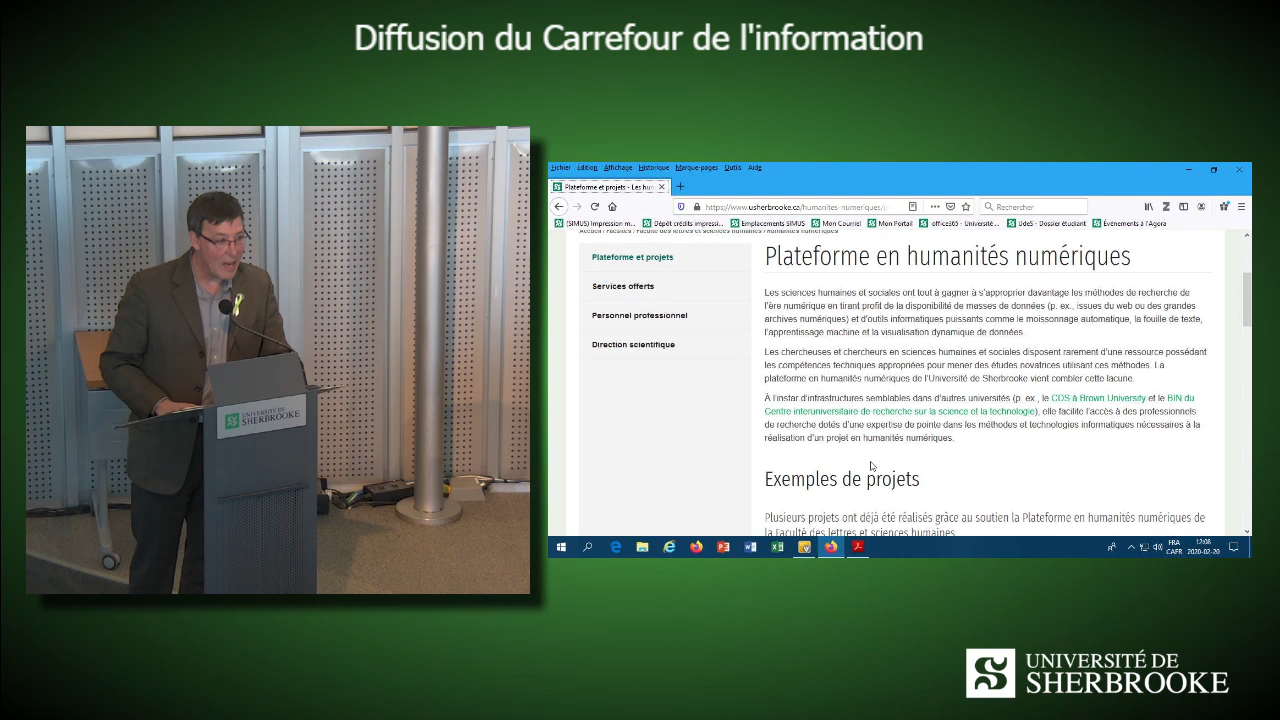 Diffusion du Carrefour de l'information
Fichier Édition Affichage Historique Marque-pages Outils Aide
Plateforme et projets - Les hum
https://www.usherbrooke.ca/humanites-numeriques/
Rechercher
(SIMUS) Impression m... Dépôt crédits impressi... Emplacements SIMUS Mon Courriel Mon Portail office365 - Université ... UdeS - Dossier étudiant Événements à l'Agora
Accueil / Facultés / Faculté des lettres et sciences humaines / Humanités numériques
Plateforme et projets
Services offerts
Personnel professionnel
Direction scientifique
Plateforme en humanités numériques
Les sciences humaines et sociales ont tout à gagner à s'approprier davantage les méthodes de recherche de
l'ère numérique en tirant profit de la disponibilité de masses de données (p. ex., issues du web ou des grandes
archives numériques) et d'outils informatiques puissants comme le moissonnage automatique, la fouille de texte,
l'apprentissage machine et la visualisation dynamique de données.
Les chercheuses et chercheurs en sciences humaines et sociales disposent rarement d'une ressource possédant
les compétences techniques appropriées pour mener des études novatrices utilisant ces méthodes. La
plateforme en humanités numériques de l'Université de Sherbrooke vient combler cette lacune.
À l'instar d'infrastructures semblables dans d'autres universités (p. ex., le CDS à Brown University et le BIN du
Centre interuniversitaire de recherche sur la science et la technologie), elle facilite l'accès à des professionnels
de recherche dotés d'une expertise de pointe dans les méthodes et technologies informatiques nécessaires à la
réalisation d'un projet en humanités numériques.
Exemples de projets
Plusieurs projets ont déjà été réalisés grâce au soutien la Plateforme en humanités numériques de
la Faculté des lettres et sciences humaines
FRA
CAFR
12:08
2020-02-20
UNIVERSITÉ DE
SHERBROOKE
UNIVERSITÉ DE
SHERBROOKE